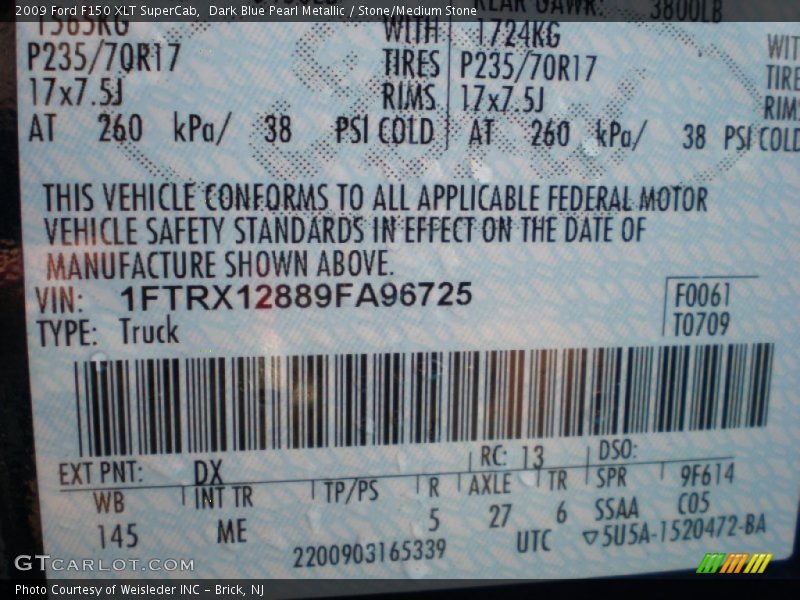 2009 Ford F150 XLT SuperCab, Dark Blue Pearl Metallic / Stone/Medium Stone
REAR GAWR: 3800LB
1565KG WITH 1724KG WIT
P235/70R17 TIRES P235/70R17 TIRE
17x7.5J RIMS 17x7.5J RIM
AT 260 kPa/ 38 PSI COLD AT 260 kPa/ 38 PSI COLD
THIS VEHICLE CONFORMS TO ALL APPLICABLE FEDERAL MOTOR
VEHICLE SAFETY STANDARDS IN EFFECT ON THE DATE OF
MANUFACTURE SHOWN ABOVE.
VIN: 1FTRX12889FA96725 F0061
TYPE: Truck T0709
EXT PNT: DX RC: 13 DSO:
WB INT TR TP/PS R AXLE TR SPR 9F614
145 ME 5 27 6 SSAA C05
2200903165339 UTC ▽5U5A-1520472-BA
GTCARLOT.COM
Photo Courtesy of Weisleder INC - Brick, NJ